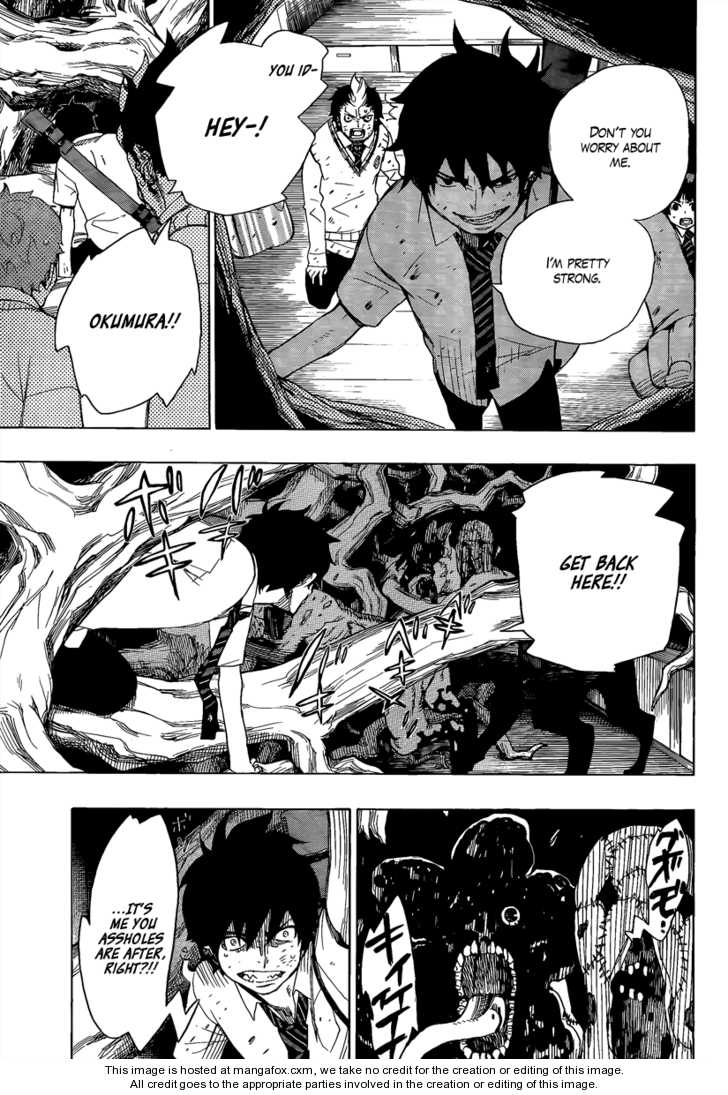 DON'T YOU
WORRY ABOUT
ME.
I'M PRETTY
STRONG.
YOU ID-
HEY-!
OKUMURA!!
GET BACK
HERE!!
...IT'S
ME YOU
ASSHOLES
ARE AFTER,
RIGHT?!!
This image is hosted at mangafox.cxm, we take no credit for the creation or editing of this image.
All credit goes to the appropriate parties involved in the creation or editing of this image.